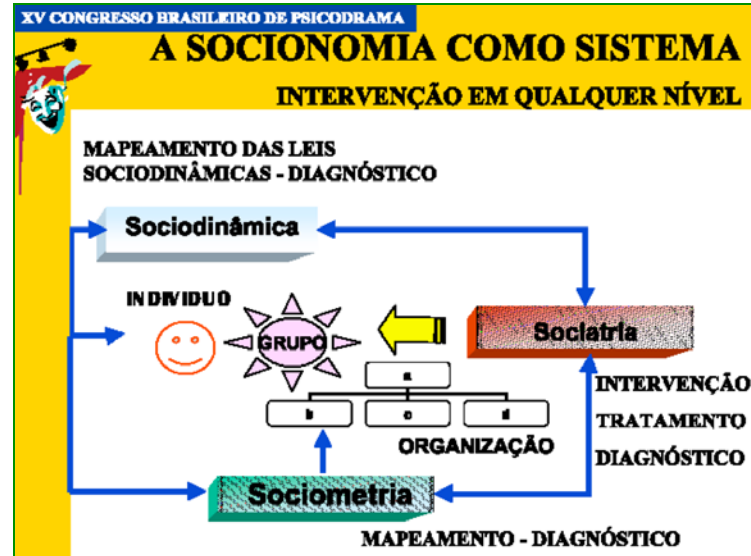 XV CONGRESSO BRASILEIRO DE PSICODRAMA
A SOCIONOMIA COMO SISTEMA
INTERVENÇÃO EM QUALQUER NÍVEL
MAPEAMENTO DAS LEIS
SOCIODINÂMICAS - DIAGNÓSTICO
Sociodinâmica
INDIVIDUO
GRUPO
Sociatria
a
b
c
d
ORGANIZAÇÃO
INTERVENÇÃO
TRATAMENTO
DIAGNÓSTICO
Sociometria
MAPEAMENTO - DIAGNÓSTICO